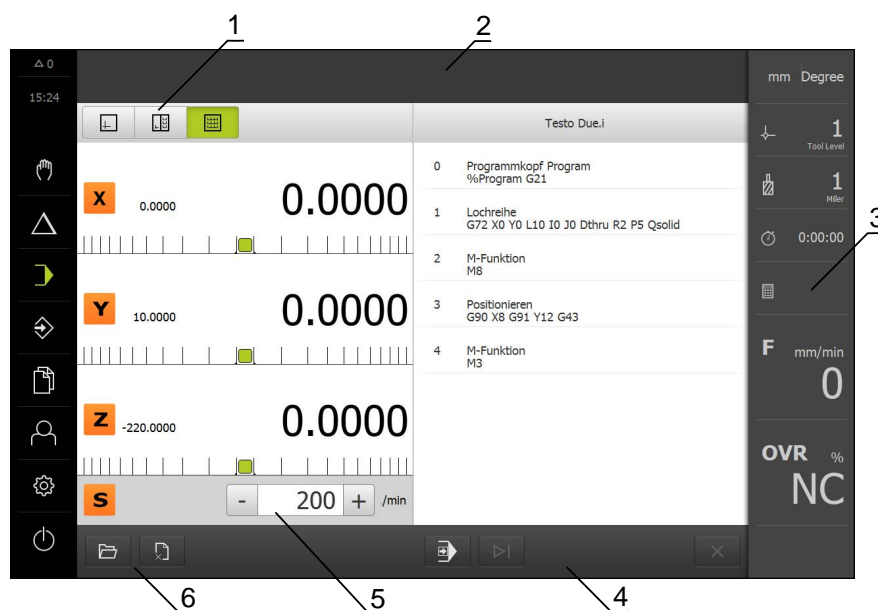 1
2
0
15:24
mm Degree
Testo Due.i
1
Tool Level
0 Programmkopf Program
%Program G21
X 0.0000 0.0000
1
Miller
1 Lochreihe
G72 X0 Y0 L10 I0 J0 Dthru R2 P5 Qsolid
3
0:00:00
2 M-Funktion
M8
Y 10.0000 0.0000
3 Positionieren
G90 X8 G91 Y12 G43
4 M-Funktion
M3
F mm/min
0
Z -220.0000 0.0000
OVR %
NC
S - 200 + /min
6
5
4